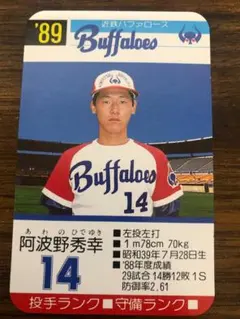 '89
近鉄バファローズ
Buffaloes
Buffaloes
14
あわのひでゆき
阿波野秀幸
14
■左投左打
■1m78cm 70kg
■昭和39年7月28日生
■'88年度成績
29試合14勝12敗1S
防御率2.61
投手ランク■守備ランク■